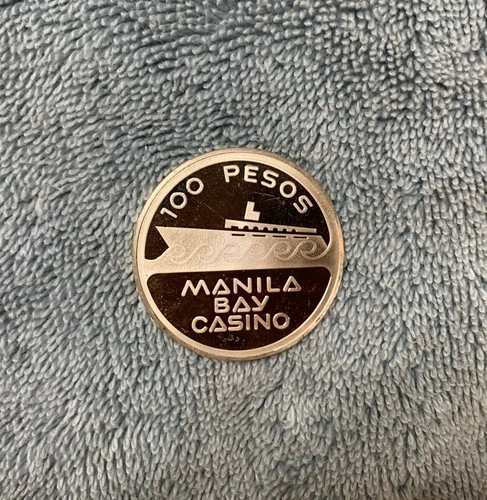 100 PESOS
MANILA
BAY
CASINO